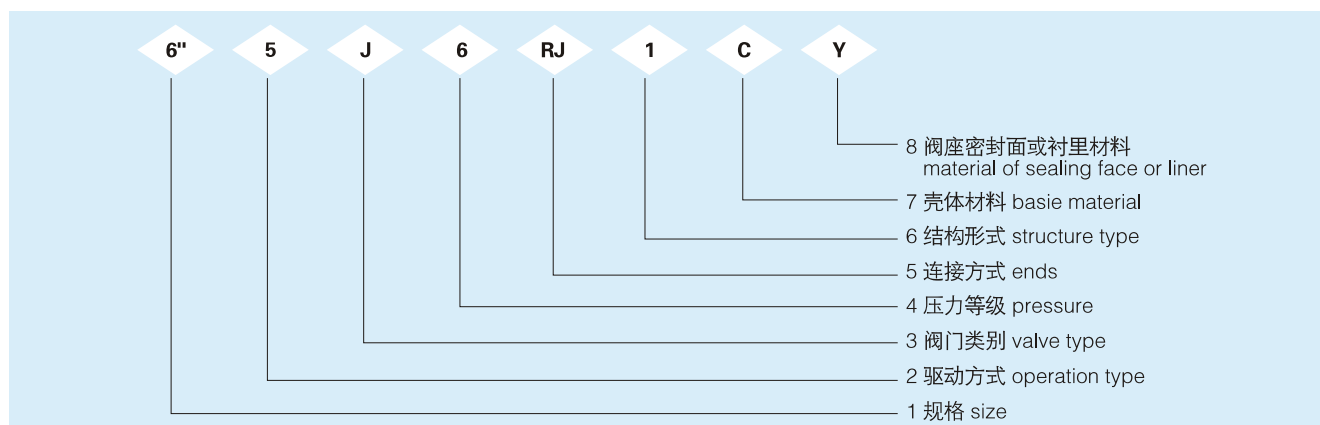 6" 5 J 6 RJ 1 C Y
8 阀座密封面或衬里材料
material of sealing face or liner
7 壳体材料 basie material
6 结构形式 structure type
5 连接方式 ends
4 压力等级 pressure
3 阀门类别 valve type
2 驱动方式 operation type
1 规格 size